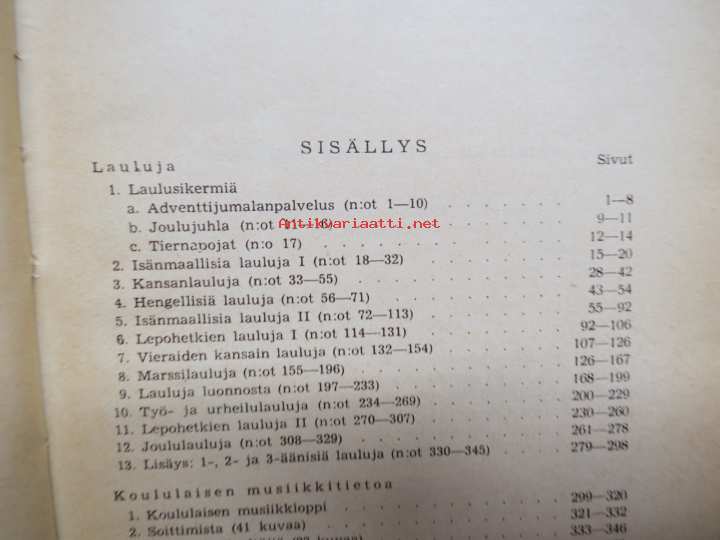 SISÄLLYS
Lauluja Sivut
1. Laulusikermiä
a. Adventtijumalanpalvelus (n:ot 1—10) 1—8
b. Joulujuhla (n:ot 11—16) 9—11
Antikvariaatti.net
c. Tiernapojat (n:o 17) 12—14
2. Isänmaallisia lauluja I (n:ot 18—32) 15—20
3. Kansanlauluja (n:ot 33—55) 28—42
4. Hengellisiä lauluja (n:ot 56—71) 43—54
5. Isänmaallisia lauluja II (n:ot 72—113) 55—92
6. Lepohetkien lauluja I (n:ot 114—131) 92—106
7. Vieraiden kansain lauluja (n:ot 132—154) 107—126
8. Marssilauluja (n:ot 155—196) 126—167
9. Lauluja luonnosta (n:ot 197—233) 168—199
10. Työ- ja urheilulauluja (n:ot 234—269) 200—229
11. Lepohetkien lauluja II (n:ot 270—307) 230—260
12. Joululauluja (n:ot 308—329) 261—278
13. Lisäys: 1-, 2- ja 3-äänisiä lauluja (n:ot 330—345) 279—298
Koululaisen musiikkitietoa
1. Koululaisen musiikkioppi 299—320
2. Soittimista (41 kuvaa) 321—332
333—346